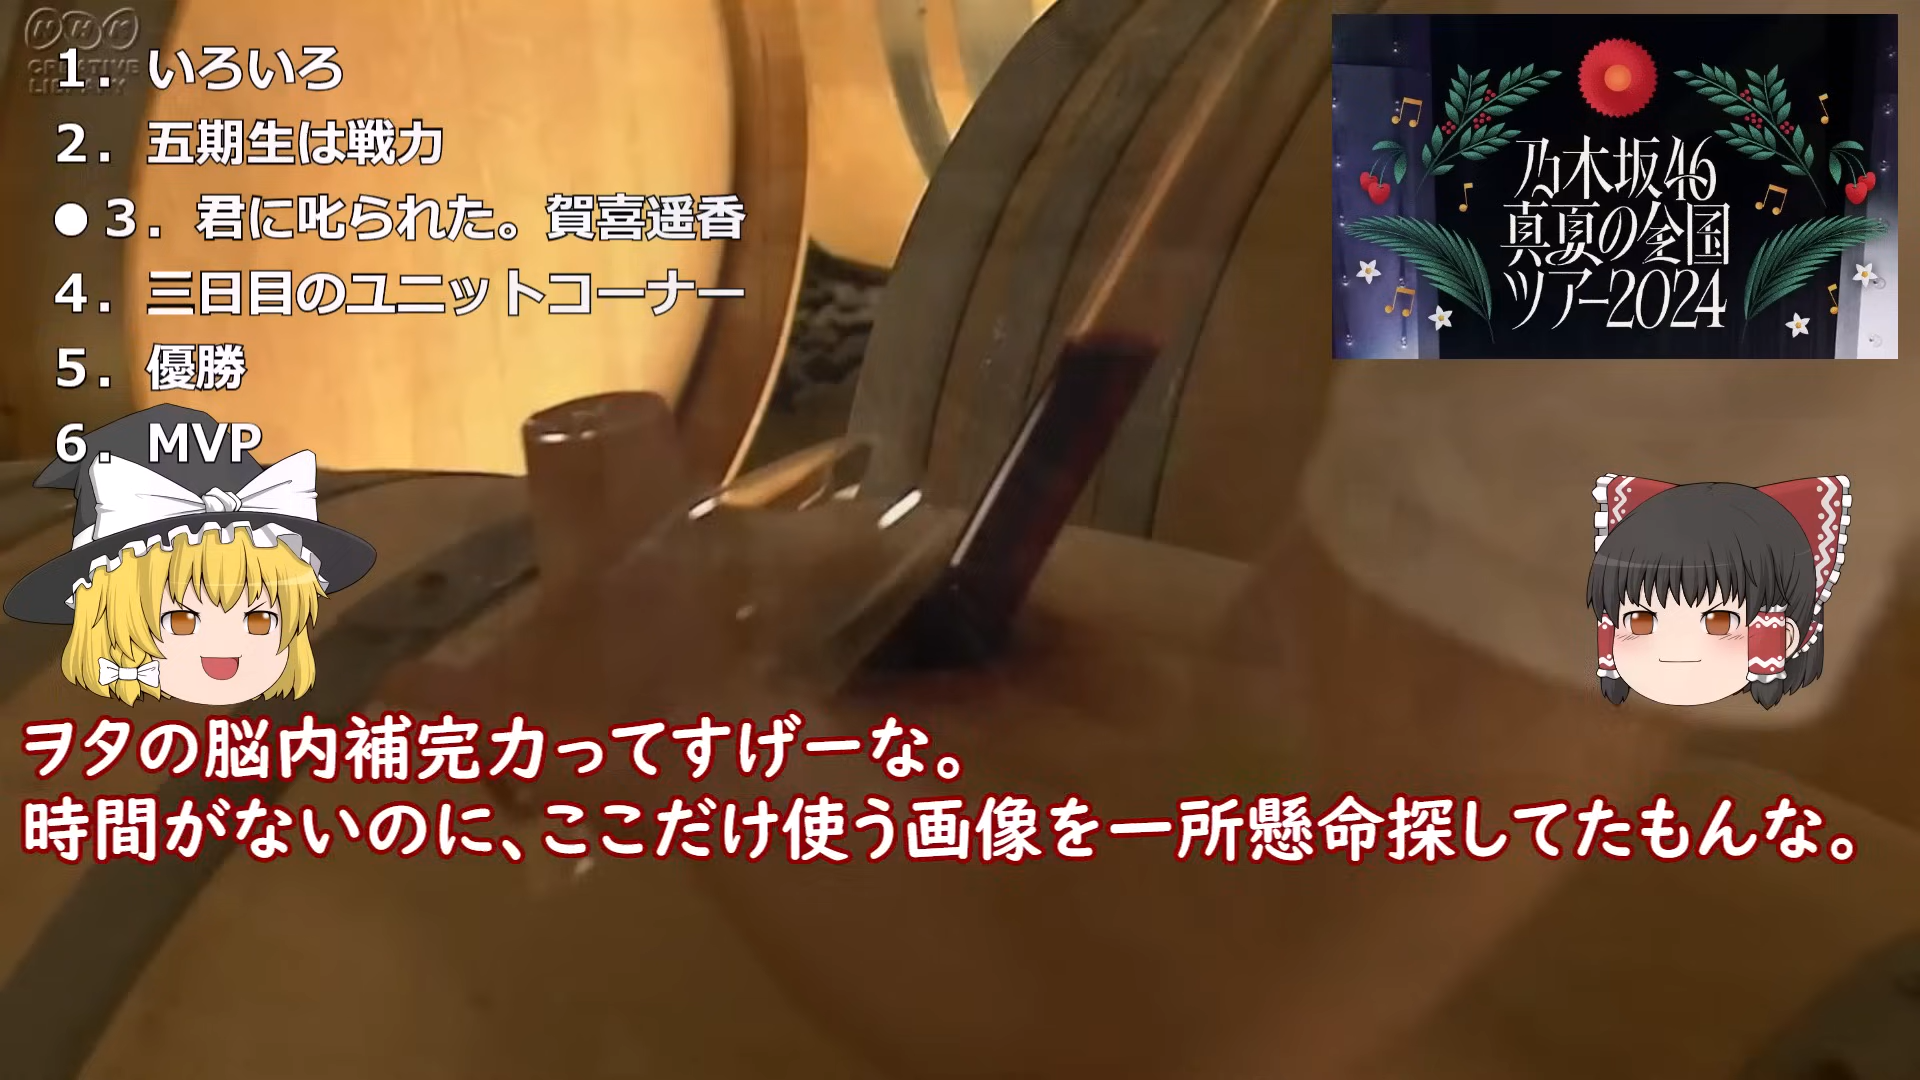 NHK
CREATIVE
LIBRARY
1. いろいろ
2. 五期生は戦力
●3. 君に叱られた。賀喜遥香
4. 三日目のユニットコーナー
5. 優勝
6. MVP
乃木坂46
真夏の全国
ツアー2024
ヲタの脳内補完力ってすげーな。
時間がないのに、ここだけ使う画像を一所懸命探してたもんな。